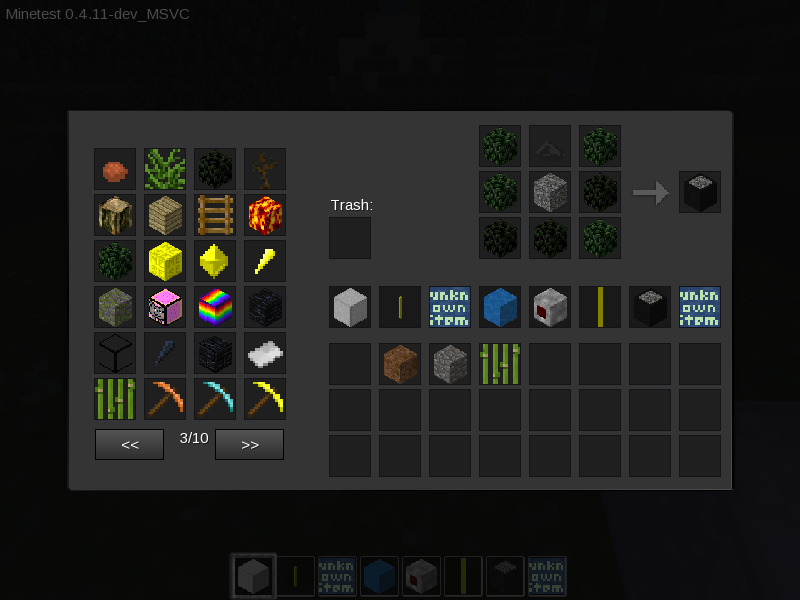 Minetest 0.4.11-dev_MSVC
Trash:
unkn
own
item
unkn
own
item
<<
3/10
>>
unkn
own
item
unkn
own
item